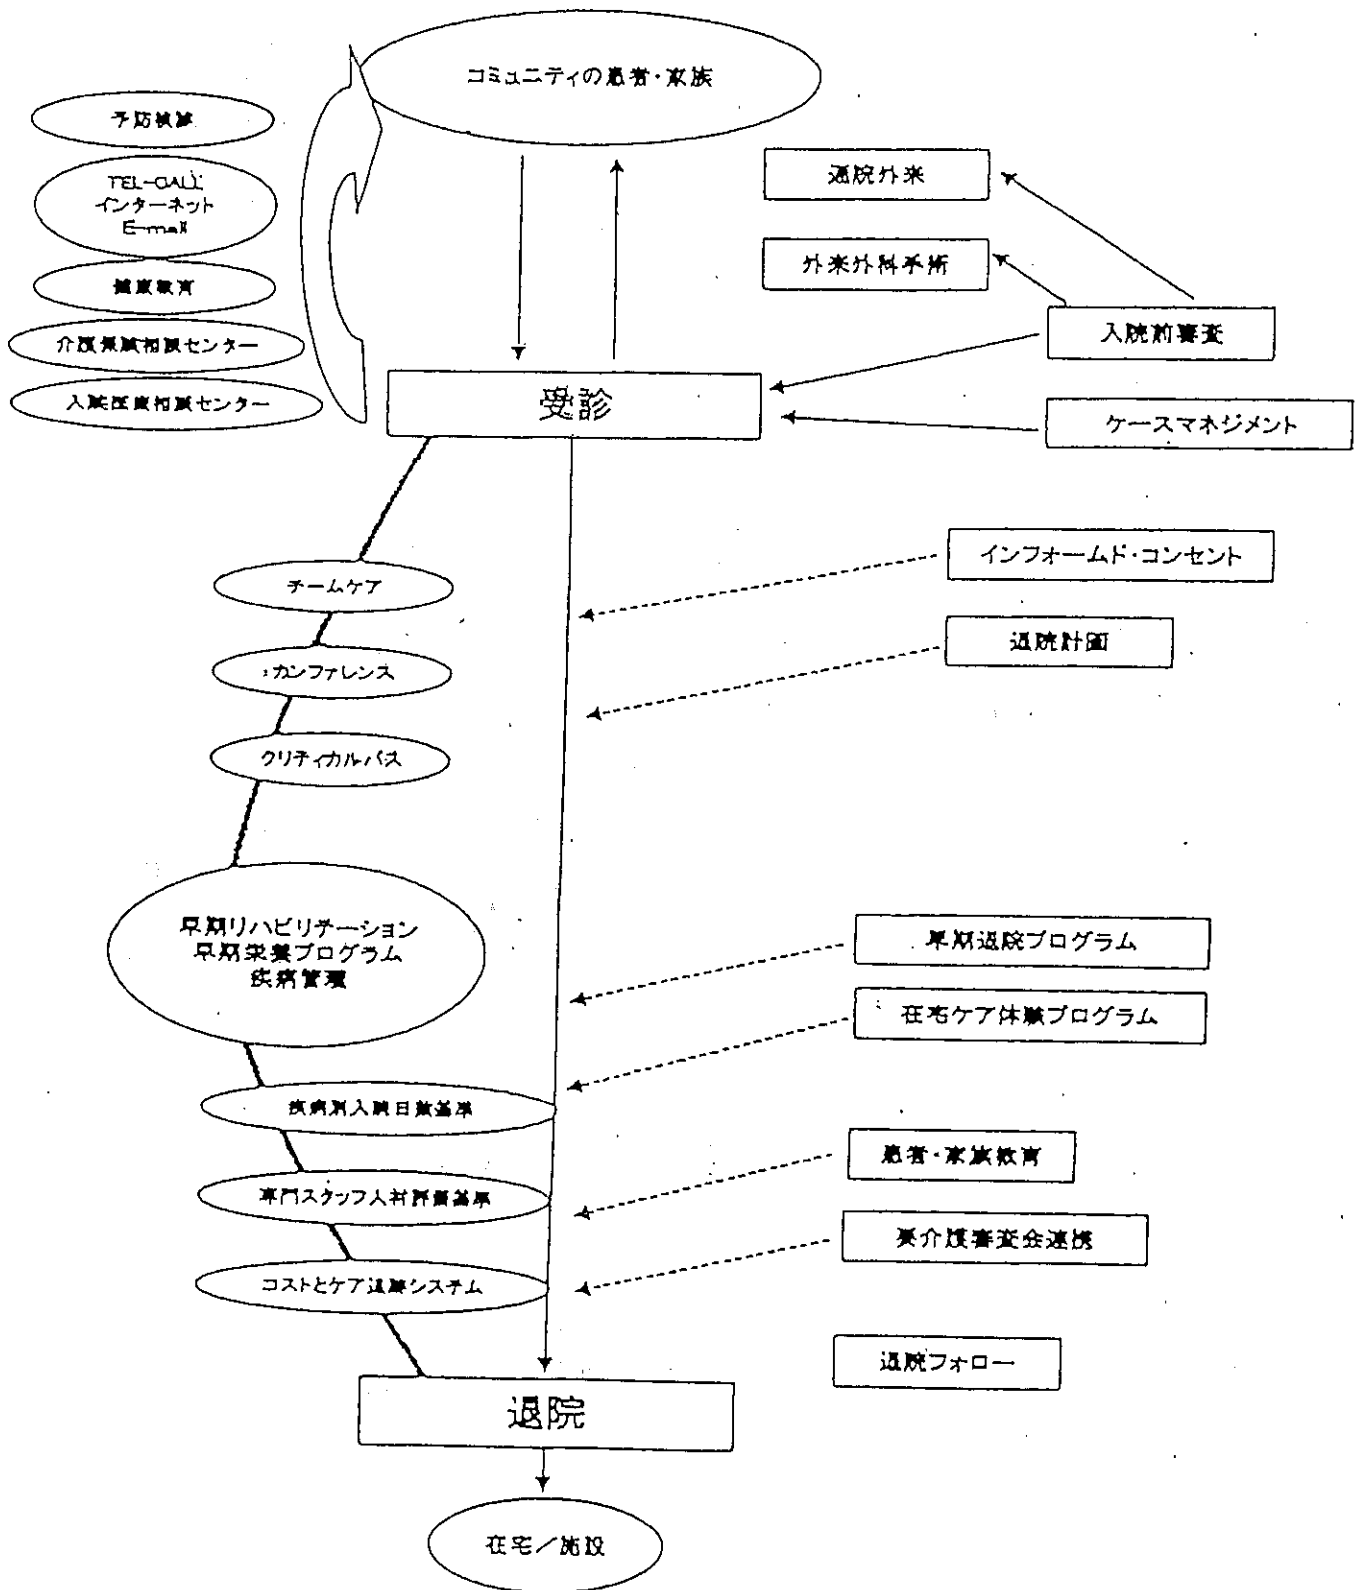 コミュニティの患者・家族
予防検診
TEL-CALL
インターネット
E-mail
健康教育
介護保険相談センター
入院医療相談センター
通院外来
外来外科手術
入院前審査
ケースマネジメント
受診
インフォームド・コンセント
退院計画
チームケア
カンファレンス
クリティカルパス
早期リハビリテーション
早期栄養プログラム
疾病管理
早期退院プログラム
在宅ケア体験プログラム
疾病別入院日数基準
患者・家族教育
専門スタッフ人材評価基準
要介護審査会連携
コストとケア追跡システム
退院フォロー
退院
在宅/施設